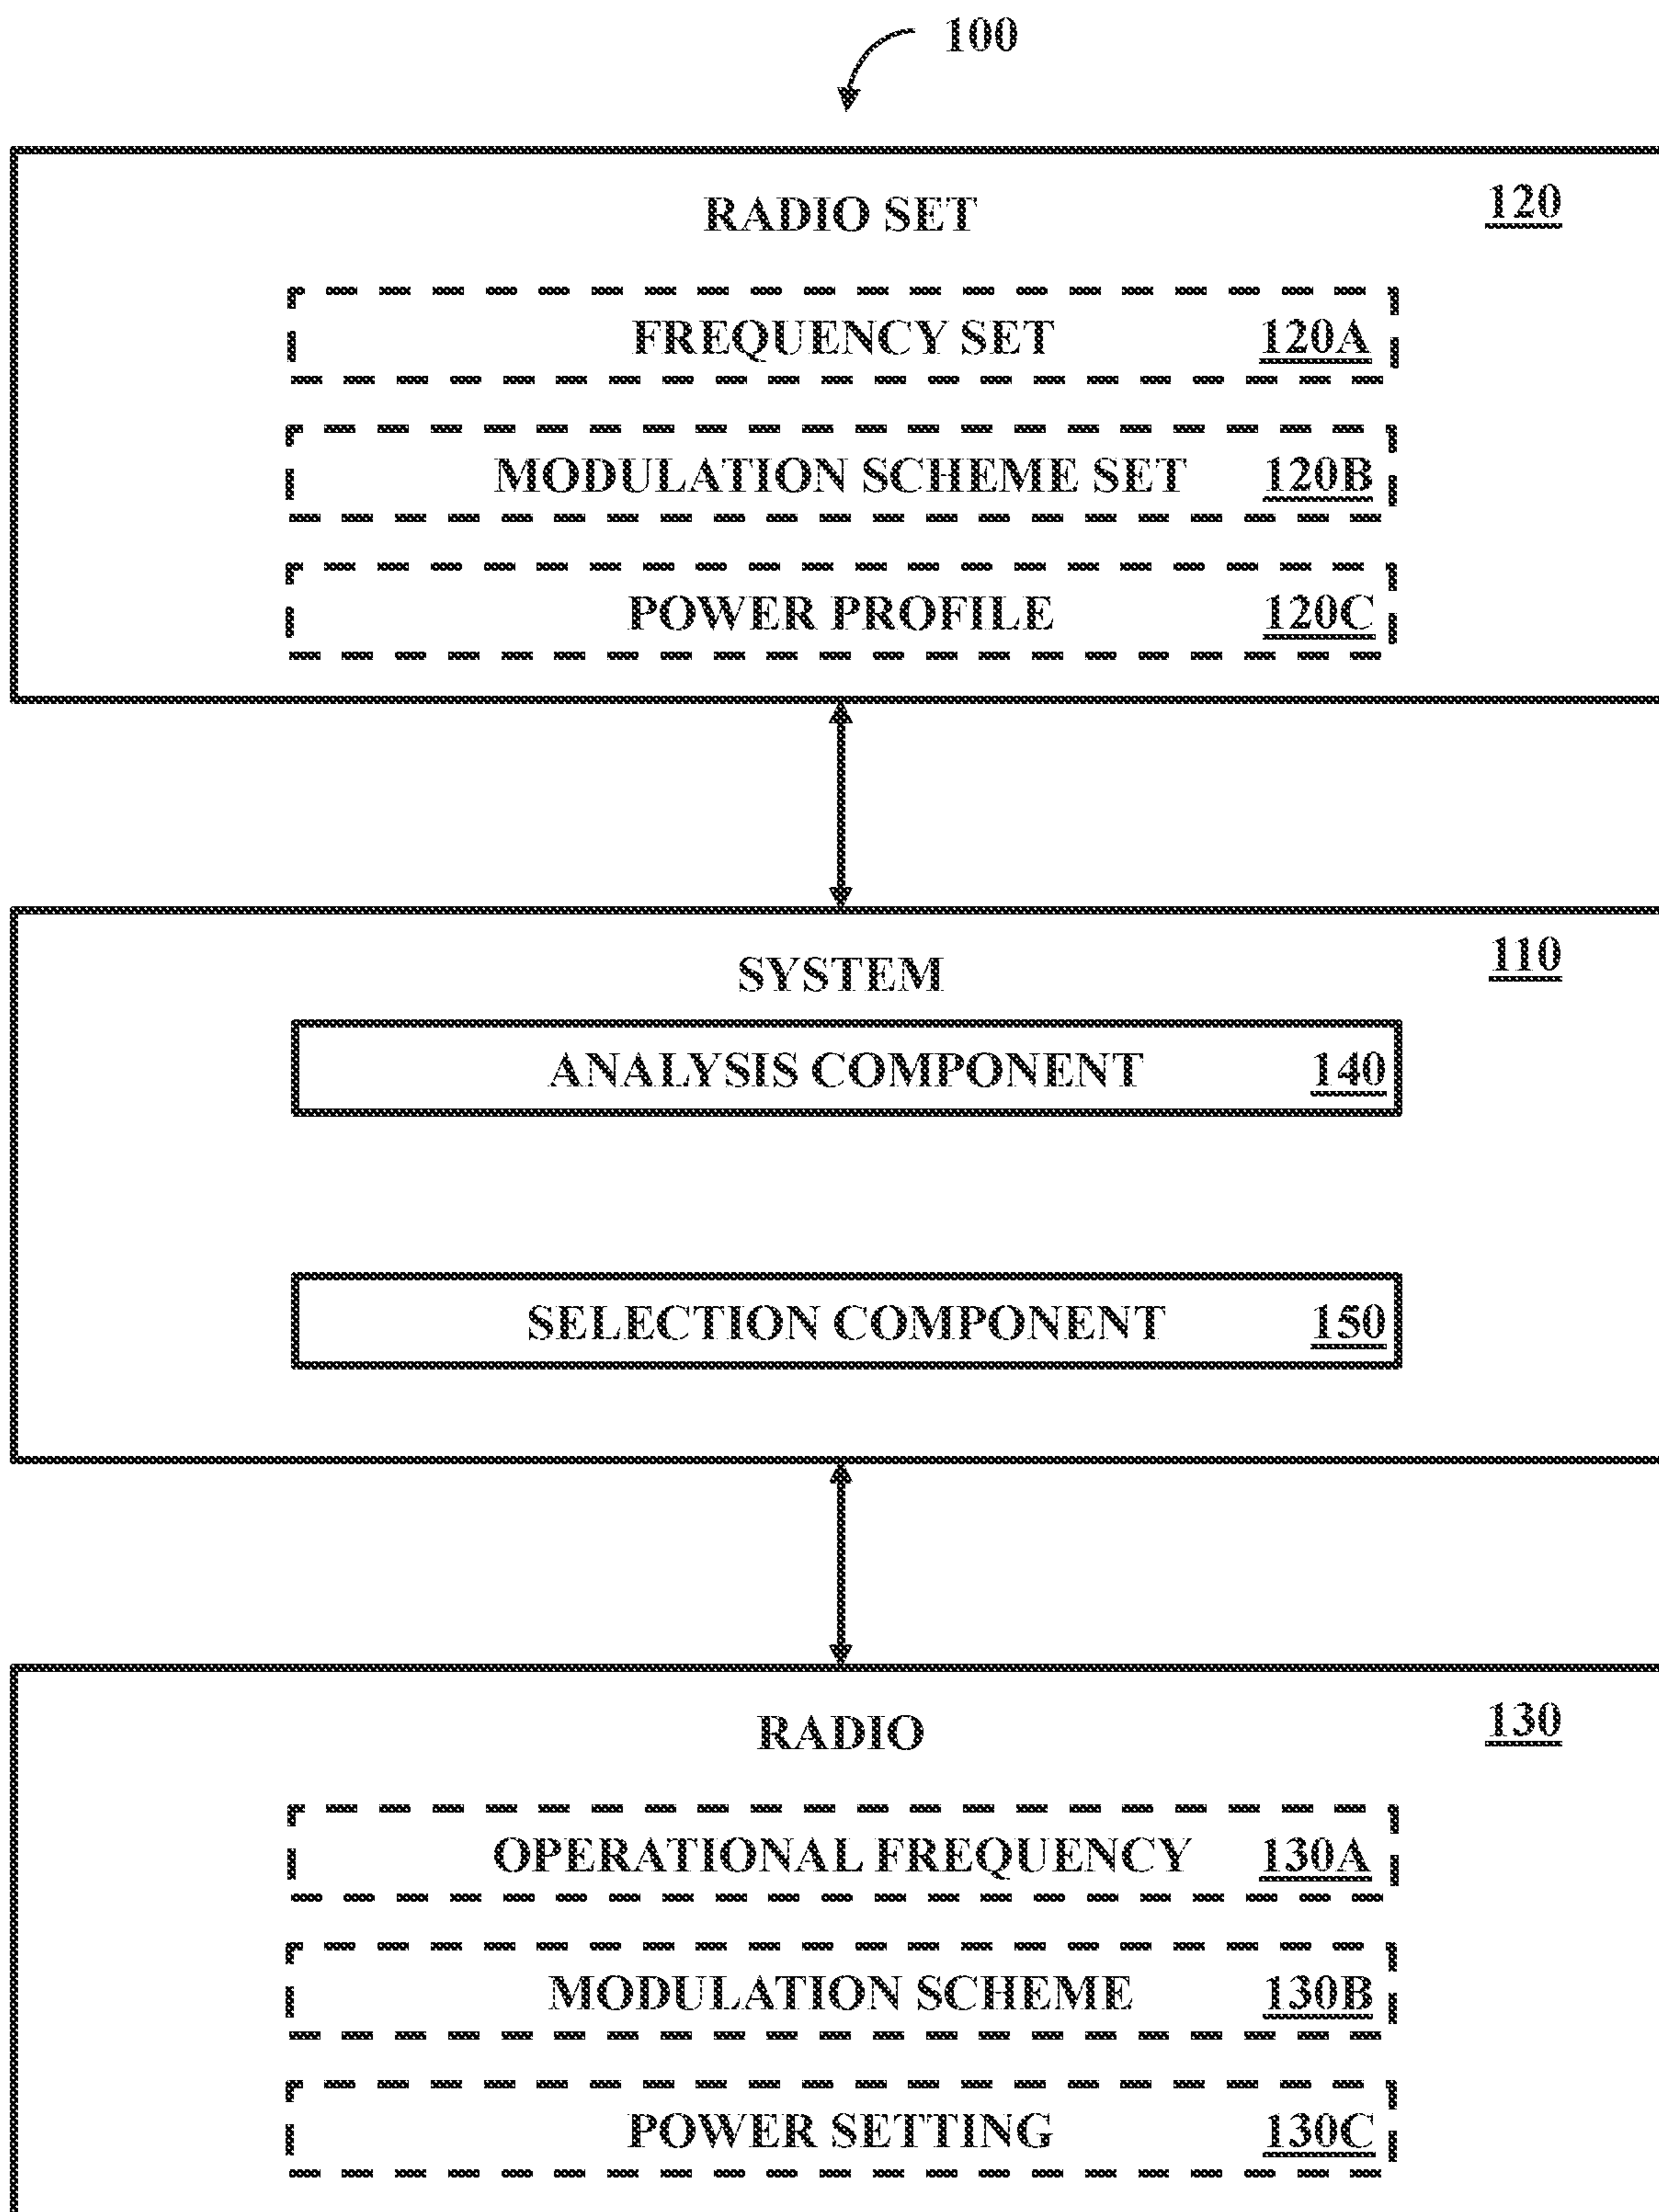 100
RADIO SET 120
FREQUENCY SET 120A
MODULATION SCHEME SET 120B
POWER PROFILE 120C
SYSTEM 110
ANALYSIS COMPONENT 140
SELECTION COMPONENT 150
RADIO 130
OPERATIONAL FREQUENCY 130A
MODULATION SCHEME 130B
POWER SETTING 130C